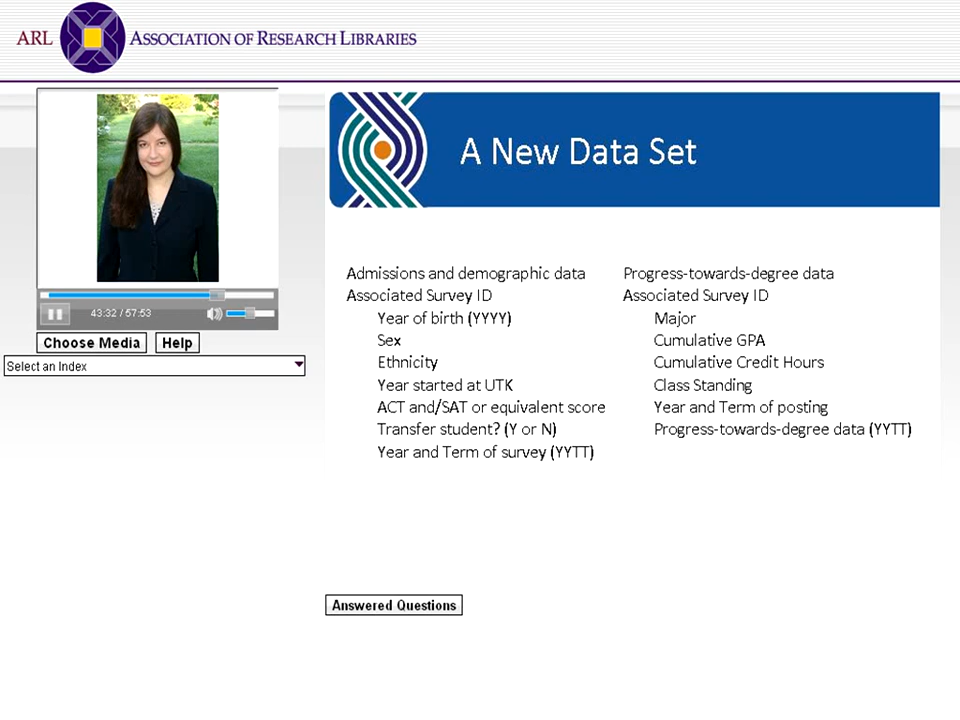 ARL ASSOCIATION OF RESEARCH LIBRARIES
43:32 / 57:53
Choose Media Help
Select an Index
A New Data Set
Admissions and demographic data
Associated Survey ID
Year of birth (YYYY)
Sex
Ethnicity
Year started at UTK
ACT and/SAT or equivalent score
Transfer student? (Y or N)
Year and Term of survey (YYTT)
Progress-towards-degree data
Associated Survey ID
Major
Cumulative GPA
Cumulative Credit Hours
Class Standing
Year and Term of posting
Progress-towards-degree data (YYTT)
Answered Questions